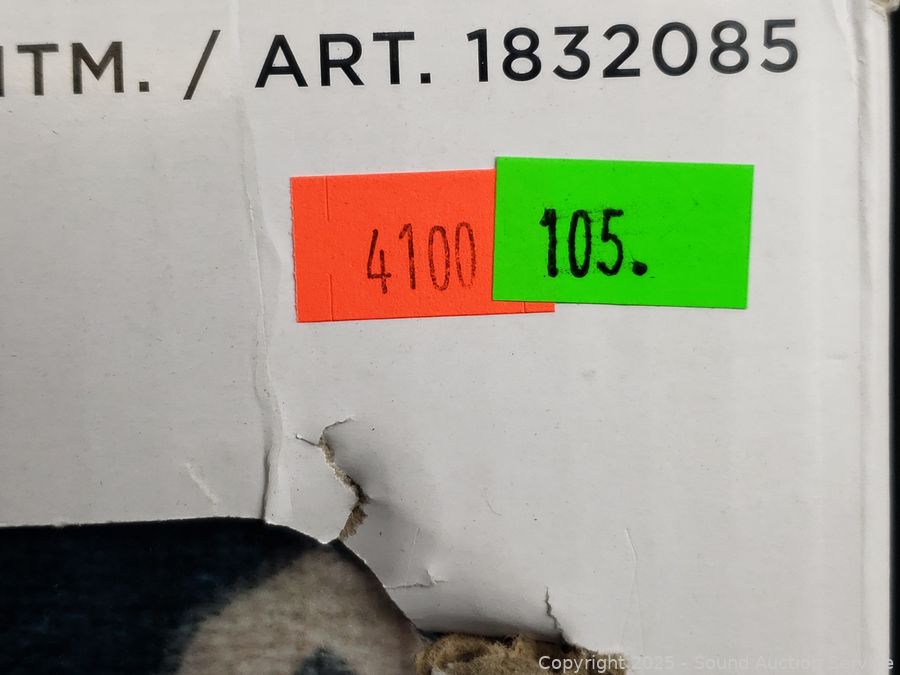 ITM. / ART. 1832085
4100
105.
Copyright 2025 - Sound Auction Service